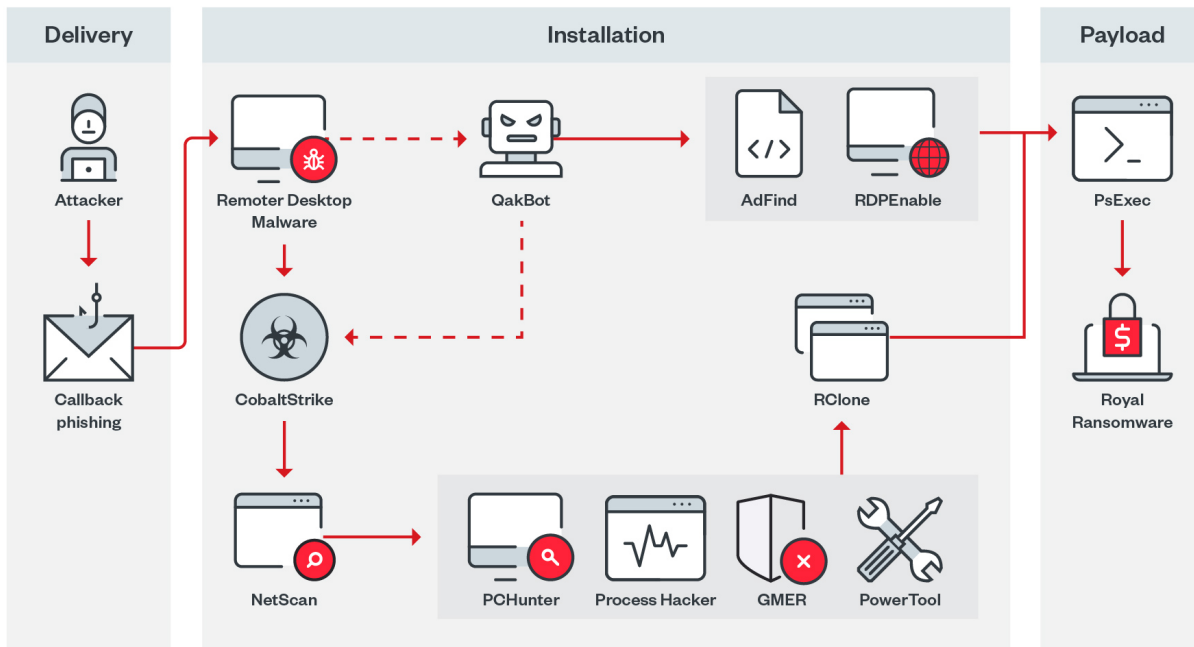 Delivery
Installation
Payload
Attacker
Remoter Desktop
Malware
QakBot
AdFind
RDPEnable
PsExec
Callback
phishing
CobaltStrike
RClone
$
Royal
Ransomware
NetScan
PCHunter
Process Hacker
GMER
PowerTool